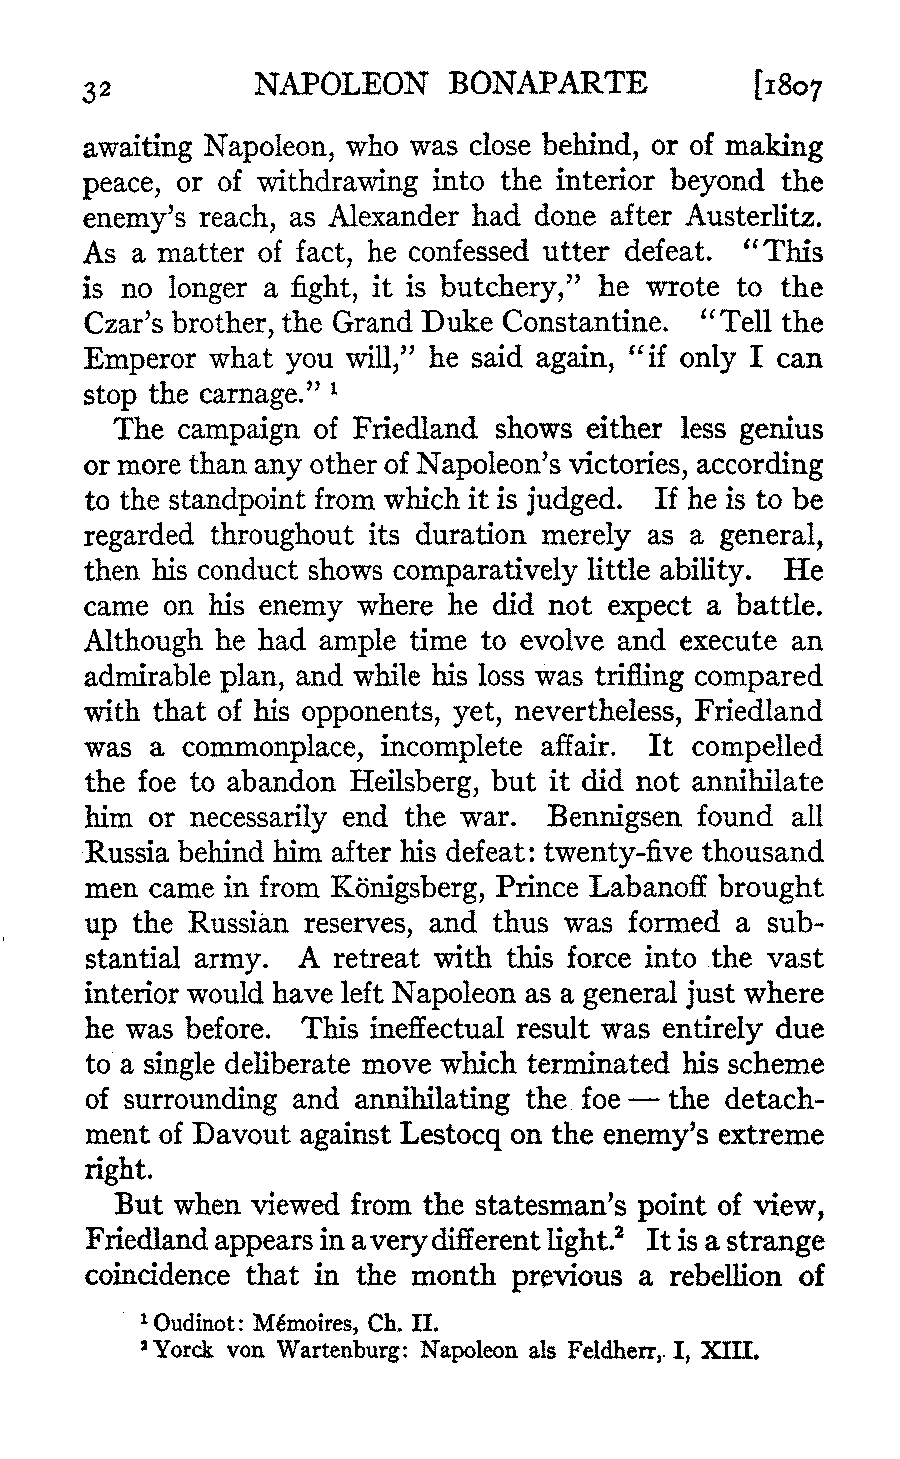 32 NAPOLEON BONAPARTE [1807
awaiting Napoleon, who was close behind, or of making
peace, or of withdrawing into the interior beyond the
enemy's reach, as Alexander had done after Austerlitz.
As a matter of fact, he confessed utter defeat. "This
is no longer a fight, it is butchery," he wrote to the
Czar's brother, the Grand Duke Constantine. "Tell the
Emperor what you will," he said again, "if only I can
stop the carnage." ¹
The campaign of Friedland shows either less genius
or more than any other of Napoleon's victories, according
to the standpoint from which it is judged. If he is to be
regarded throughout its duration merely as a general,
then his conduct shows comparatively little ability. He
came on his enemy where he did not expect a battle.
Although he had ample time to evolve and execute an
admirable plan, and while his loss was trifling compared
with that of his opponents, yet, nevertheless, Friedland
was a commonplace, incomplete affair. It compelled
the foe to abandon Heilsberg, but it did not annihilate
him or necessarily end the war. Bennigsen found all
Russia behind him after his defeat: twenty-five thousand
men came in from Königsberg, Prince Labanoff brought
up the Russian reserves, and thus was formed a sub-
stantial army. A retreat with this force into the vast
interior would have left Napoleon as a general just where
he was before. This ineffectual result was entirely due
to a single deliberate move which terminated his scheme
of surrounding and annihilating the foe — the detach-
ment of Davout against Lestocq on the enemy's extreme
right.
But when viewed from the statesman's point of view,
Friedland appears in a very different light.² It is a strange
coincidence that in the month previous a rebellion of
¹ Oudinot: Mémoires, Ch. II.
² Yorck von Wartenburg: Napoleon als Feldherr, I, XIII.